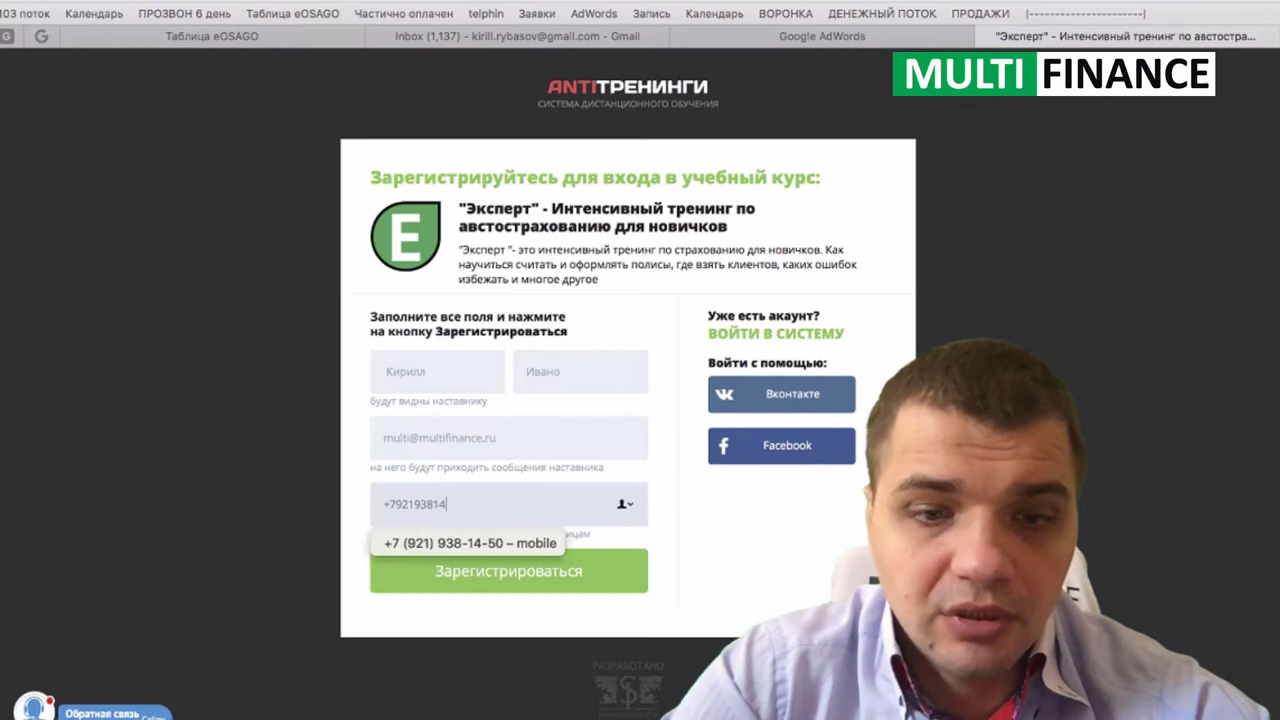 103 поток Календарь ПРОЗВОН 6 день Таблица eOSAGO Частично оплачен telphin Заявки AdWords Запись Календарь ВОРОНКА ДЕНЕЖНЫЙ ПОТОК ПРОДАЖИ |----------------------|
G G Таблица eOSAGO Inbox (1,137) - kirill.rybasov@gmail.com - Gmail Google AdWords "Эксперт" - Интенсивный тренинг по автостра...
MULTI FINANCE
ANTIТРЕНИНГИ
СИСТЕМА ДИСТАНЦИОННОГО ОБУЧЕНИЯ
Зарегистрируйтесь для входа в учебный курс:
E
"Эксперт" - Интенсивный тренинг по
автострахованию для новичков
"Эксперт "- это интенсивный тренинг по страхованию для новичков. Как
научиться считать и оформлять полисы, где взять клиентов, каких ошибок
избежать и многое другое
Заполните все поля и нажмите
на кнопку Зарегистрироваться
Кирилл Ивано
будут видны наставнику
multi@multifinance.ru
на него будут приходить сообщения наставника
+792193814
ицам
+7 (921) 938-14-50 – mobile
Зарегистрироваться
Уже есть акаунт?
ВОЙТИ В СИСТЕМУ
Войти с помощью:
Вконтакте
f Facebook
РАЗРАБОТАНО
Обратная связь